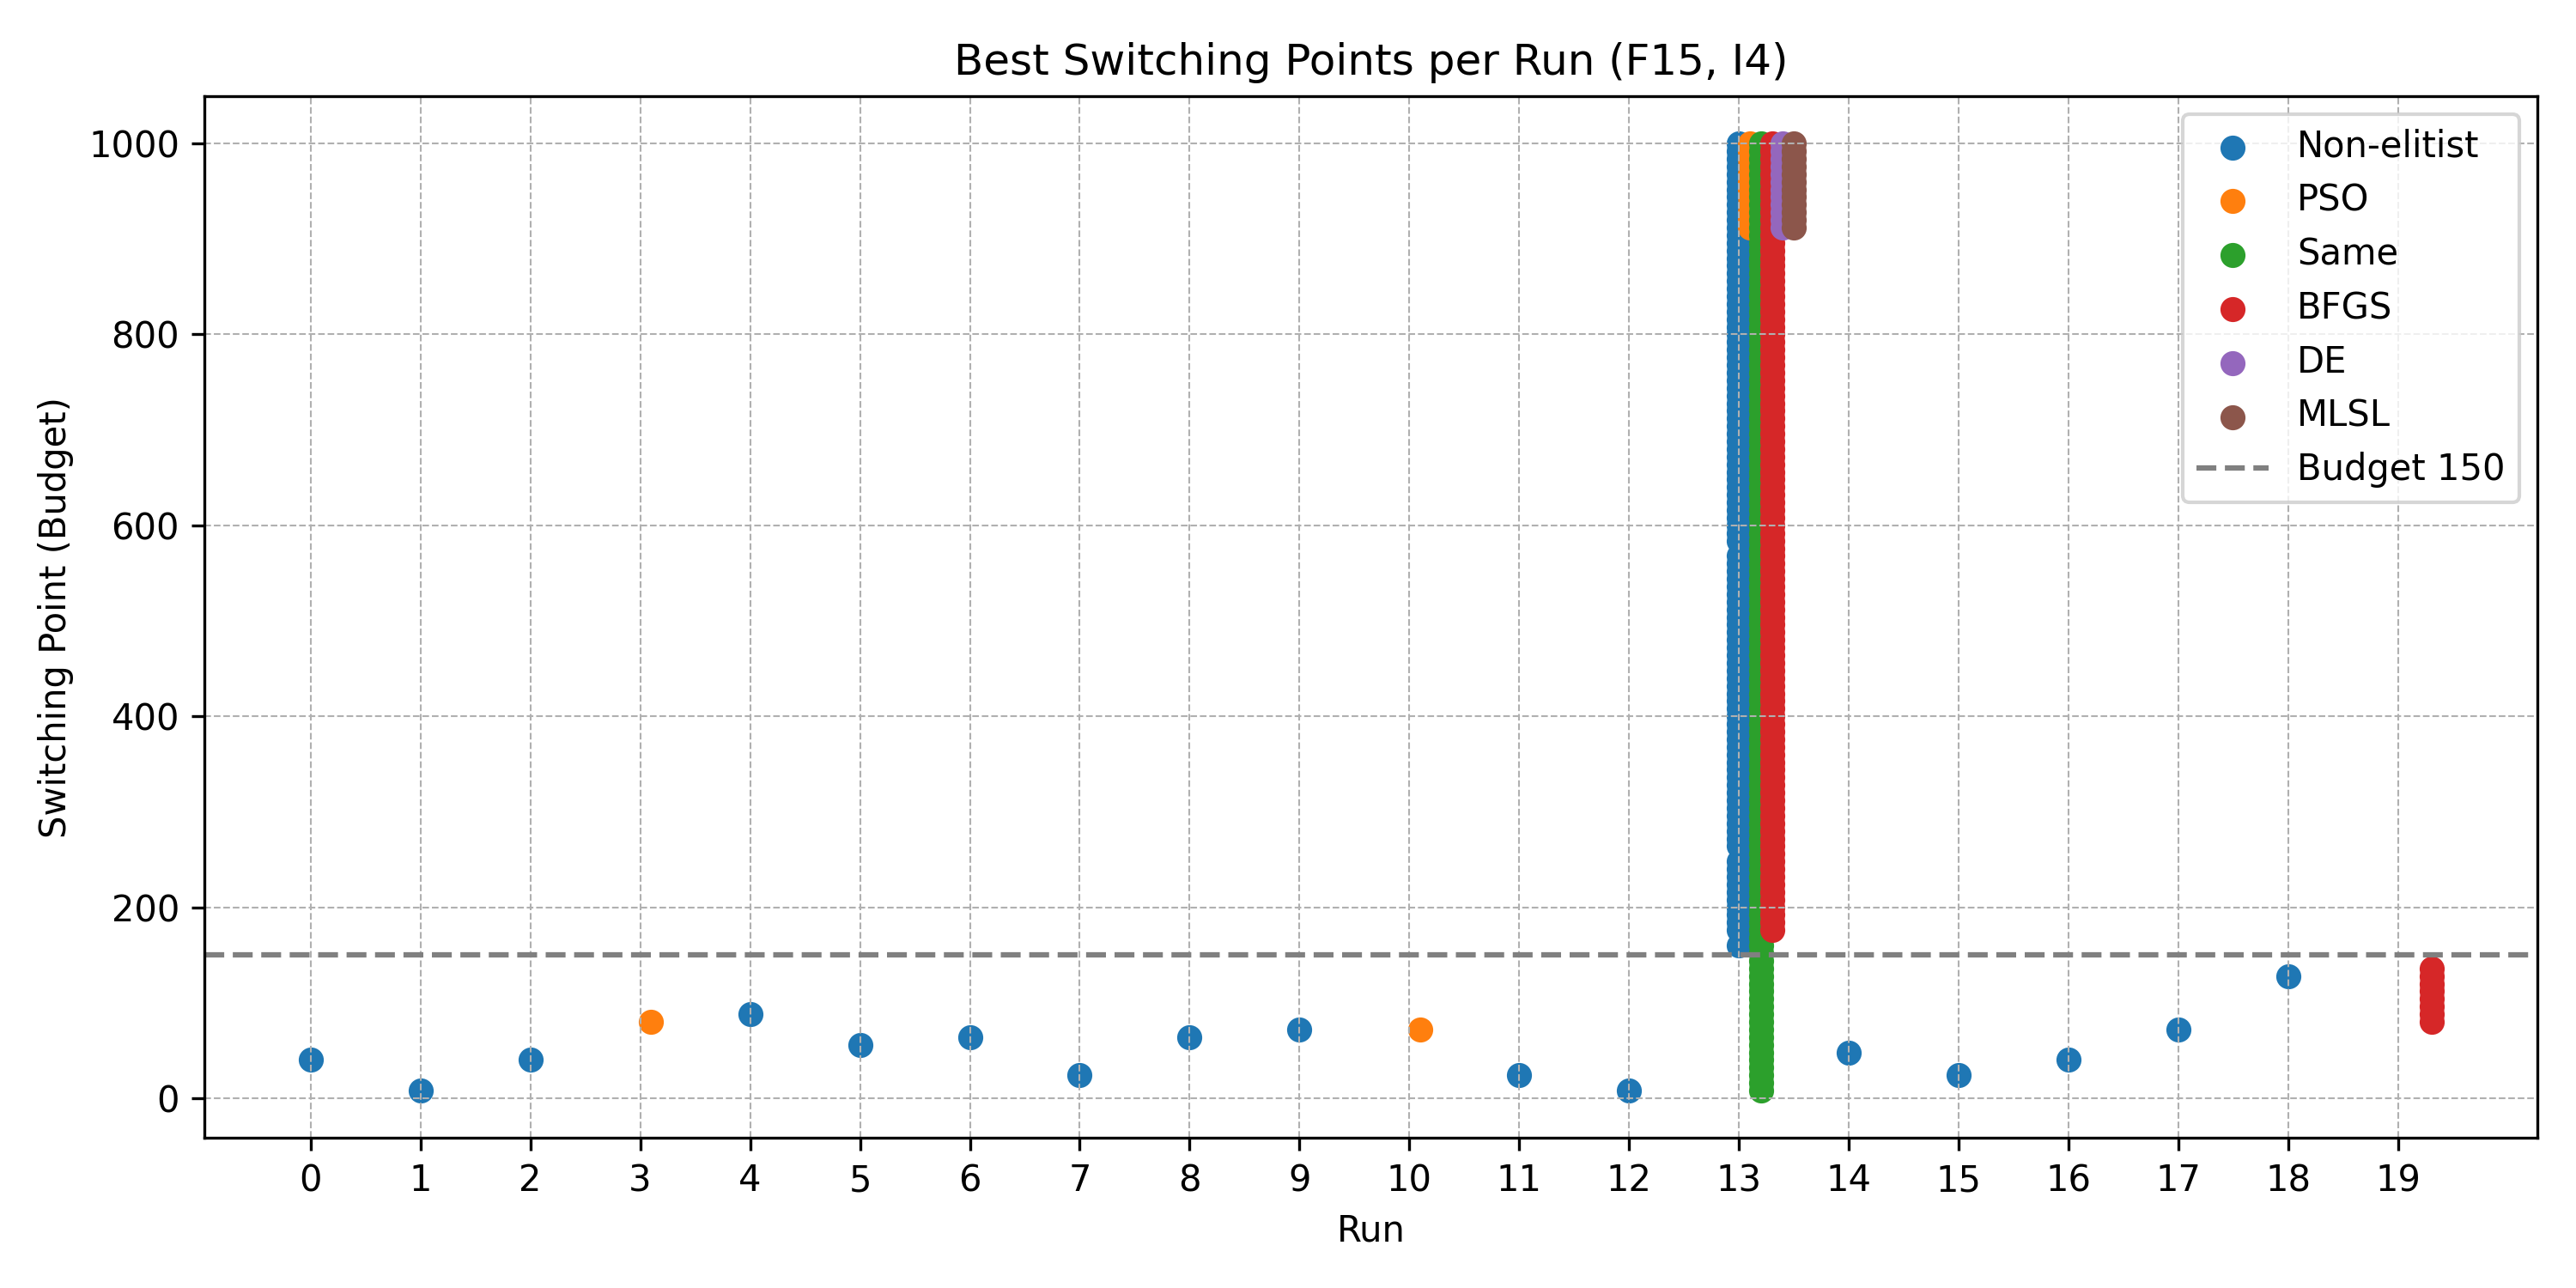 Best Switching Points per Run (F15, I4)
Switching Point (Budget)
1000
800
600
400
200
0
Non-elitist
PSO
Same
BFGS
DE
MLSL
Budget 150
0 1 2 3 4 5 6 7 8 9 10 11 12 13 14 15 16 17 18 19
Run